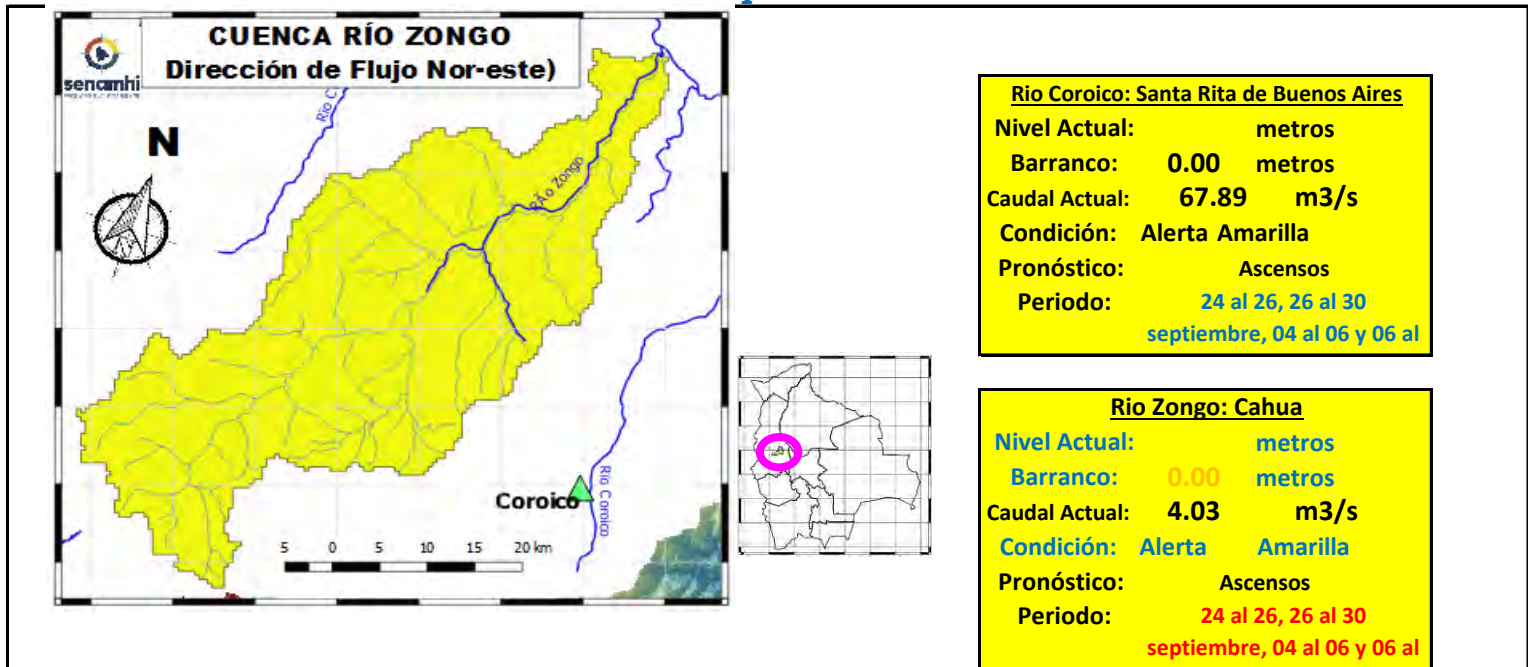 CUENCA RÍO ZONGO
Dirección de Flujo Nor-este)
senamhi
Río C
N
RÃ­o Zongo
Coroico
Río Coroico
5 0 5 10 15 20 km
Rio Coroico: Santa Rita de Buenos Aires
Nivel Actual: metros
Barranco: 0.00 metros
Caudal Actual: 67.89 m3/s
Condición: Alerta Amarilla
Pronóstico: Ascensos
Periodo: 24 al 26, 26 al 30
septiembre, 04 al 06 y 06 al
Rio Zongo: Cahua
Nivel Actual: metros
Barranco: 0.00 metros
Caudal Actual: 4.03 m3/s
Condición: Alerta Amarilla
Pronóstico: Ascensos
Periodo: 24 al 26, 26 al 30
septiembre, 04 al 06 y 06 al